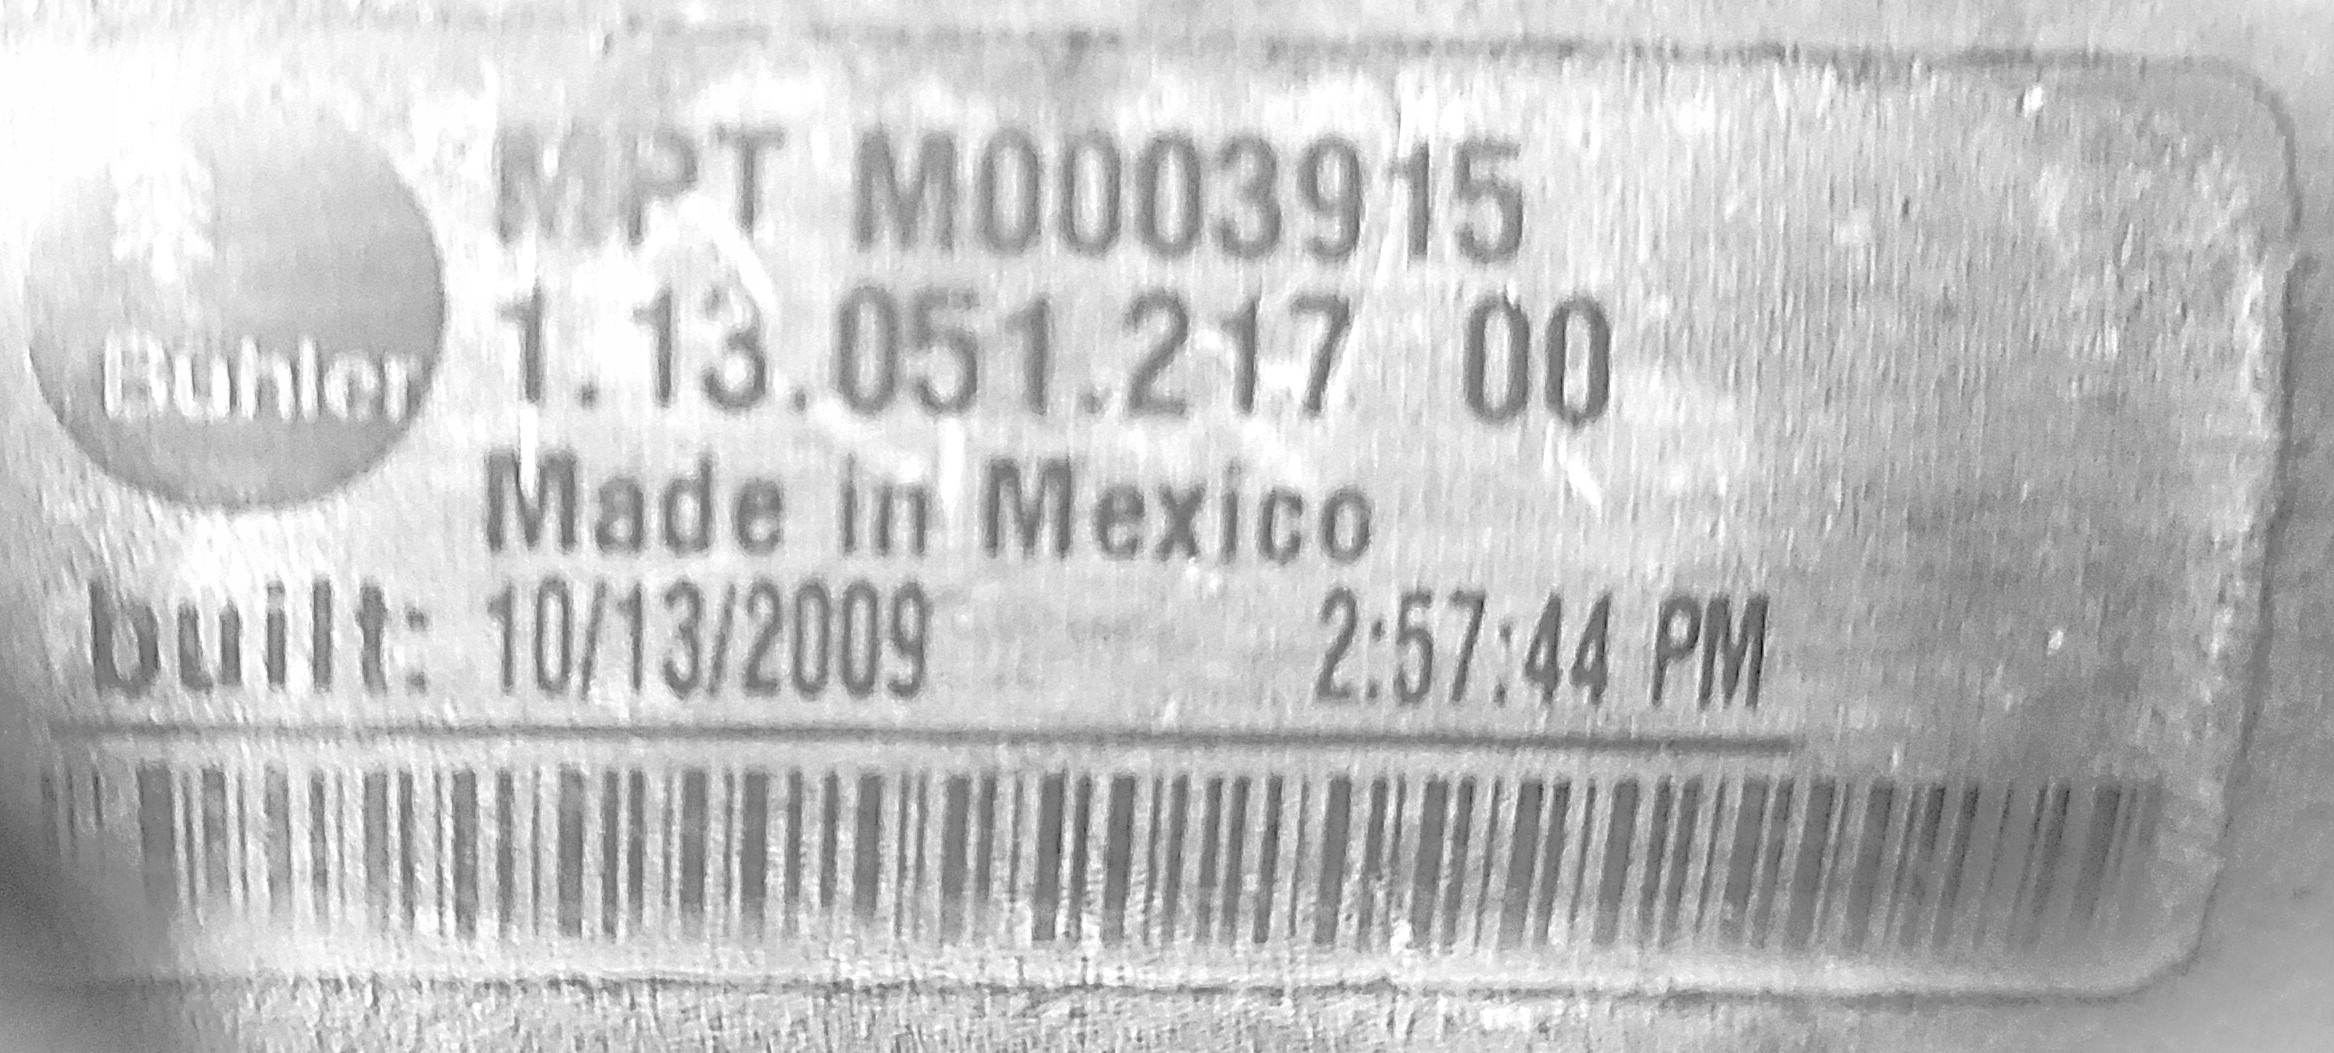 Bühler
MPT M0003915
1.13.051.217 00
Made in Mexico
built: 10/13/2009 2:57:44 PM